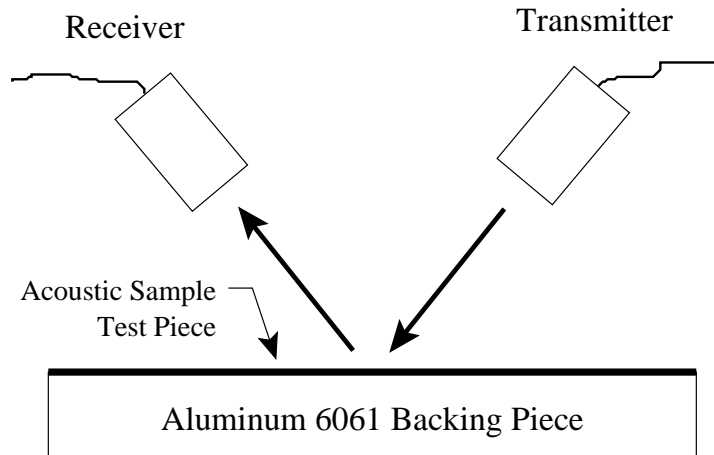 Receiver
Transmitter
Acoustic Sample
Test Piece
Aluminum 6061 Backing Piece